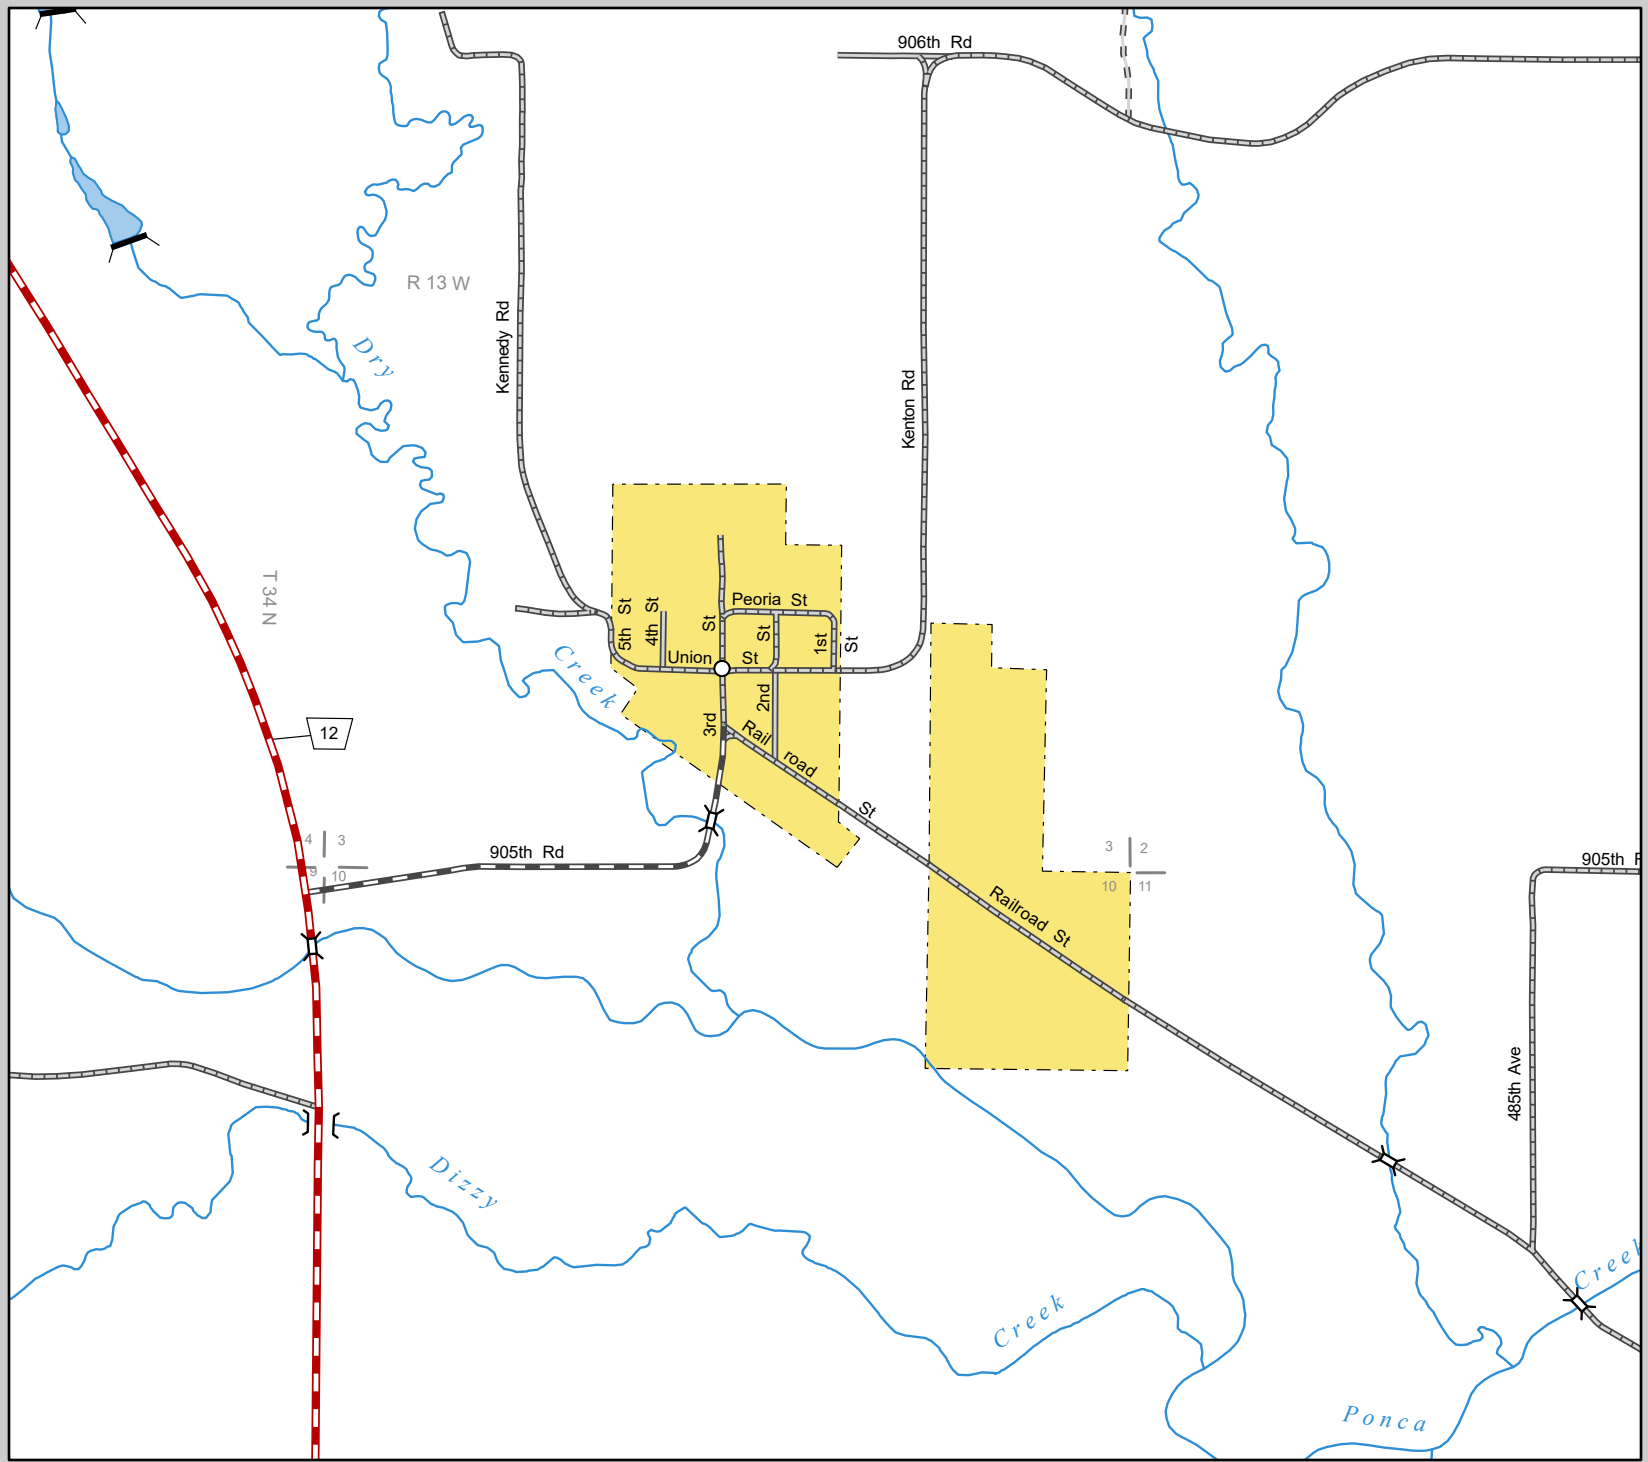 906th Rd
R 13 W
Kennedy Rd
Dry
Kenton Rd
T 34 N
5th St
4th St
St
Peoria St
St
1st
St
Union St
Creek
2nd
3rd
Rail
road
St
12
4 3
9 10
905th Rd
3 2
10 11
905th
Railroad St
485th Ave
Dizzy
Creek
Creek
Ponca